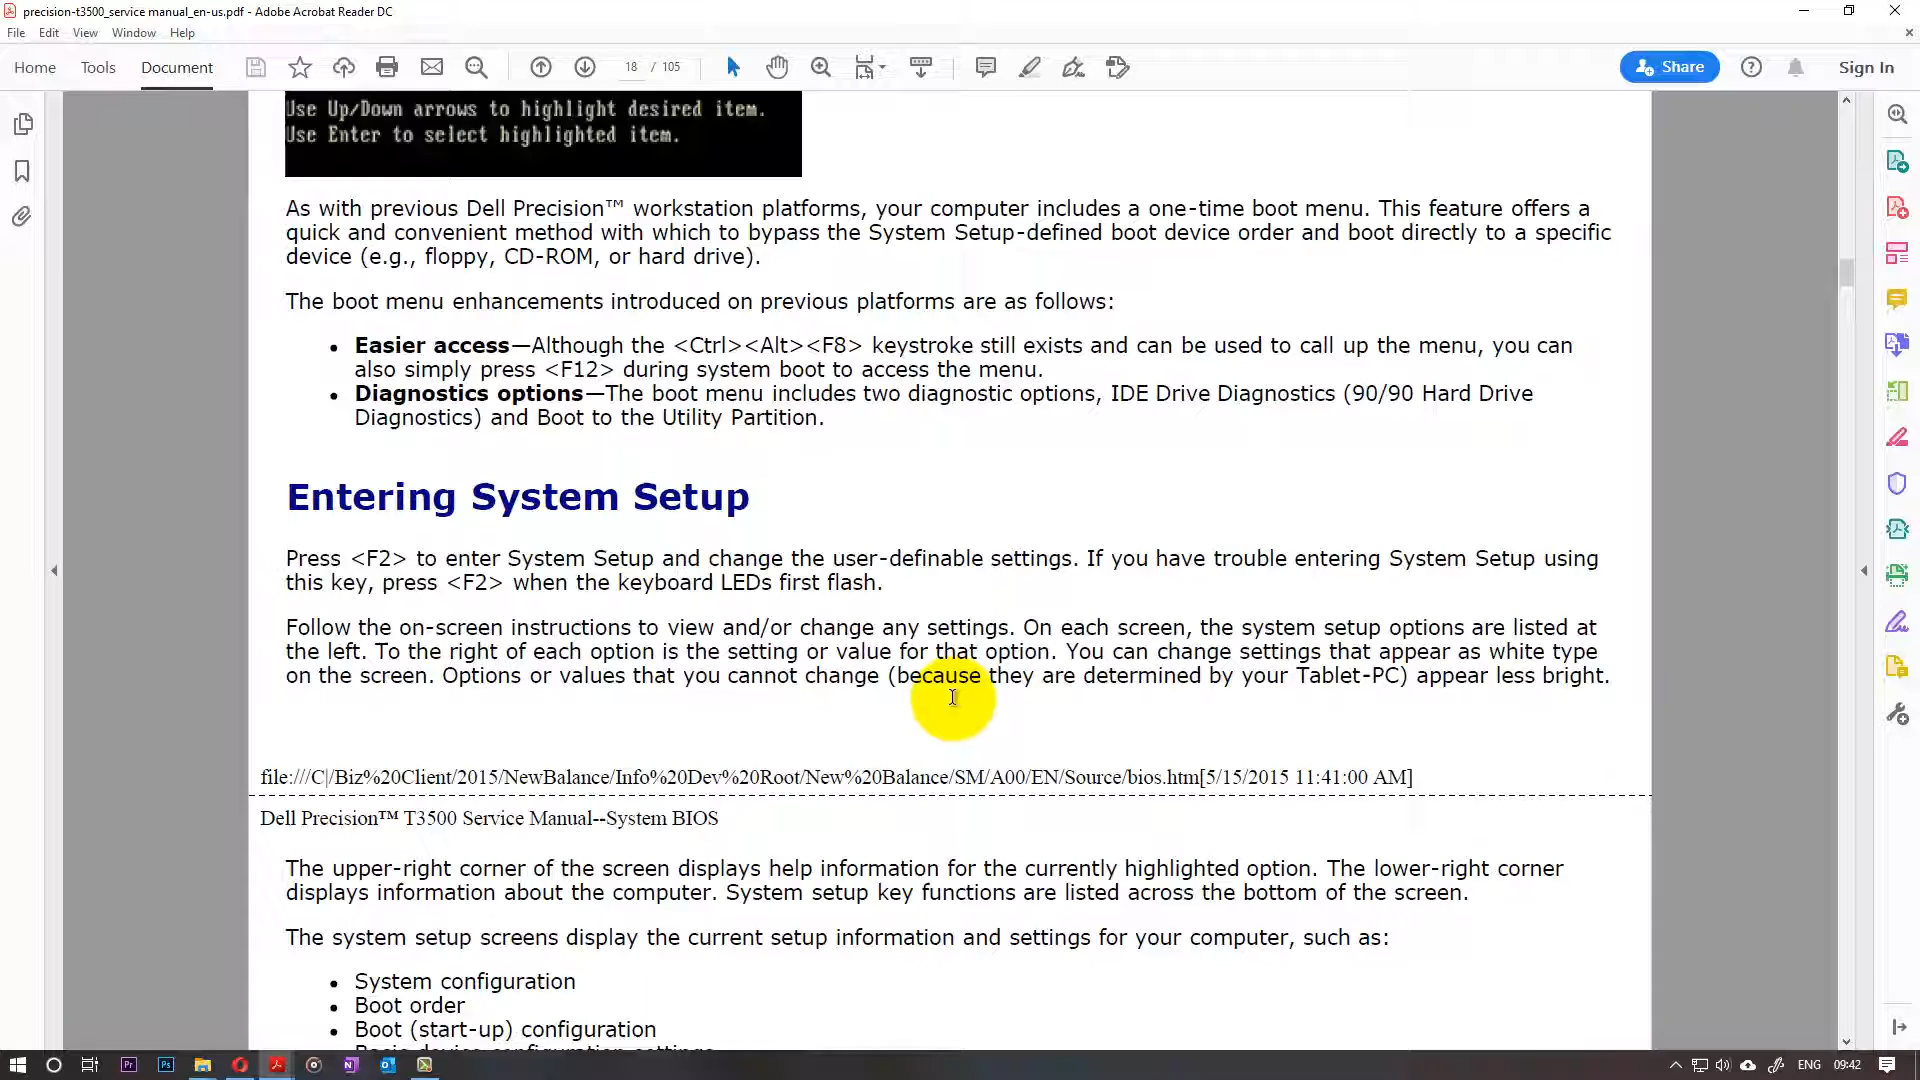 precision-t3500_service manual_en-us.pdf - Adobe Acrobat Reader DC
File Edit View Window Help
Home Tools Document 18 / 105 Share Sign In
Use Up/Down arrows to highlight desired item.
Use Enter to select highlighted item.
As with previous Dell Precision™ workstation platforms, your computer includes a one-time boot menu. This feature offers a
quick and convenient method with which to bypass the System Setup-defined boot device order and boot directly to a specific
device (e.g., floppy, CD-ROM, or hard drive).
The boot menu enhancements introduced on previous platforms are as follows:
• Easier access—Although the <Ctrl><Alt><F8> keystroke still exists and can be used to call up the menu, you can
also simply press <F12> during system boot to access the menu.
• Diagnostics options—The boot menu includes two diagnostic options, IDE Drive Diagnostics (90/90 Hard Drive
Diagnostics) and Boot to the Utility Partition.
Entering System Setup
Press <F2> to enter System Setup and change the user-definable settings. If you have trouble entering System Setup using
this key, press <F2> when the keyboard LEDs first flash.
Follow the on-screen instructions to view and/or change any settings. On each screen, the system setup options are listed at
the left. To the right of each option is the setting or value for that option. You can change settings that appear as white type
on the screen. Options or values that you cannot change (because they are determined by your Tablet-PC) appear less bright.
file:///C|/Biz%20Client/2015/NewBalance/Info%20Dev%20Root/New%20Balance/SM/A00/EN/Source/bios.htm[5/15/2015 11:41:00 AM]
Dell Precision™ T3500 Service Manual--System BIOS
The upper-right corner of the screen displays help information for the currently highlighted option. The lower-right corner
displays information about the computer. System setup key functions are listed across the bottom of the screen.
The system setup screens display the current setup information and settings for your computer, such as:
• System configuration
• Boot order
• Boot (start-up) configuration
Basic device configuration settings
Pr Ps N ENG 09:42